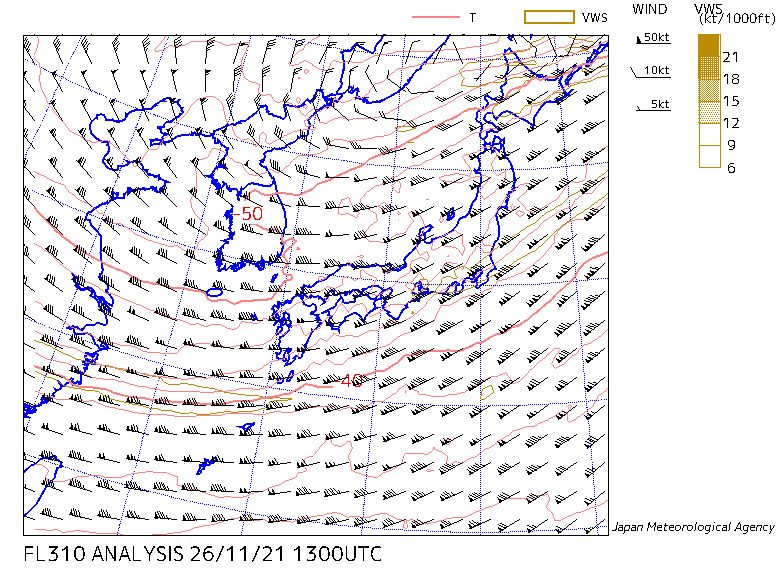 T VWS
WIND VWS
(kt/1000ft)
50kt
10kt
5kt
21
18
15
12
9
6
-50
-40
Japan Meteorological Agency
FL310 ANALYSIS 26/11/21 1300UTC